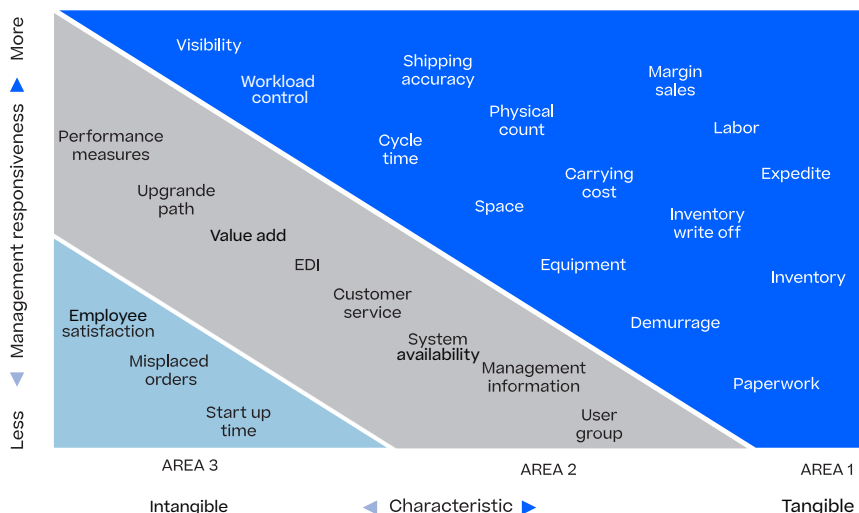 More
Management responsiveness
Less
Visibility
Workload
control
Shipping
accuracy
Physical
count
Margin
sales
Labor
Cycle
time
Carrying
cost
Expedite
Space
Inventory
write off
Equipment
Inventory
Demurrage
Paperwork
Performance
measures
Upgrande
path
Value add
EDI
Customer
service
System
availability
Management
information
User
group
Employee
satisfaction
Misplaced
orders
Start up
time
AREA 3
AREA 2
AREA 1
Intangible
Characteristic
Tangible